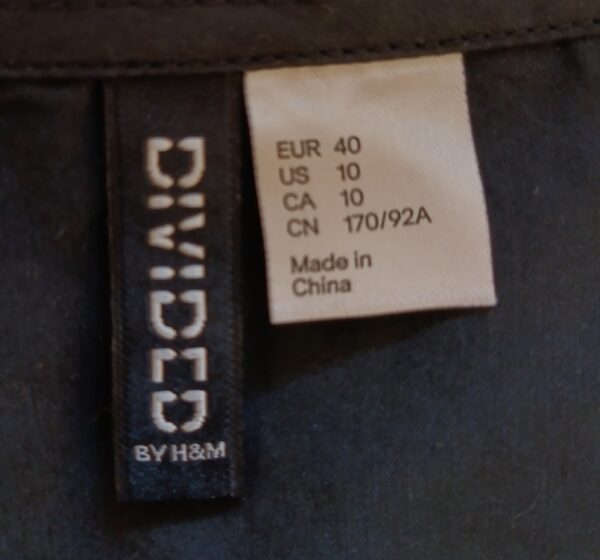 DIVIDED
BY H&M
EUR 40
US 10
CA 10
CN 170/92A
Made in
China